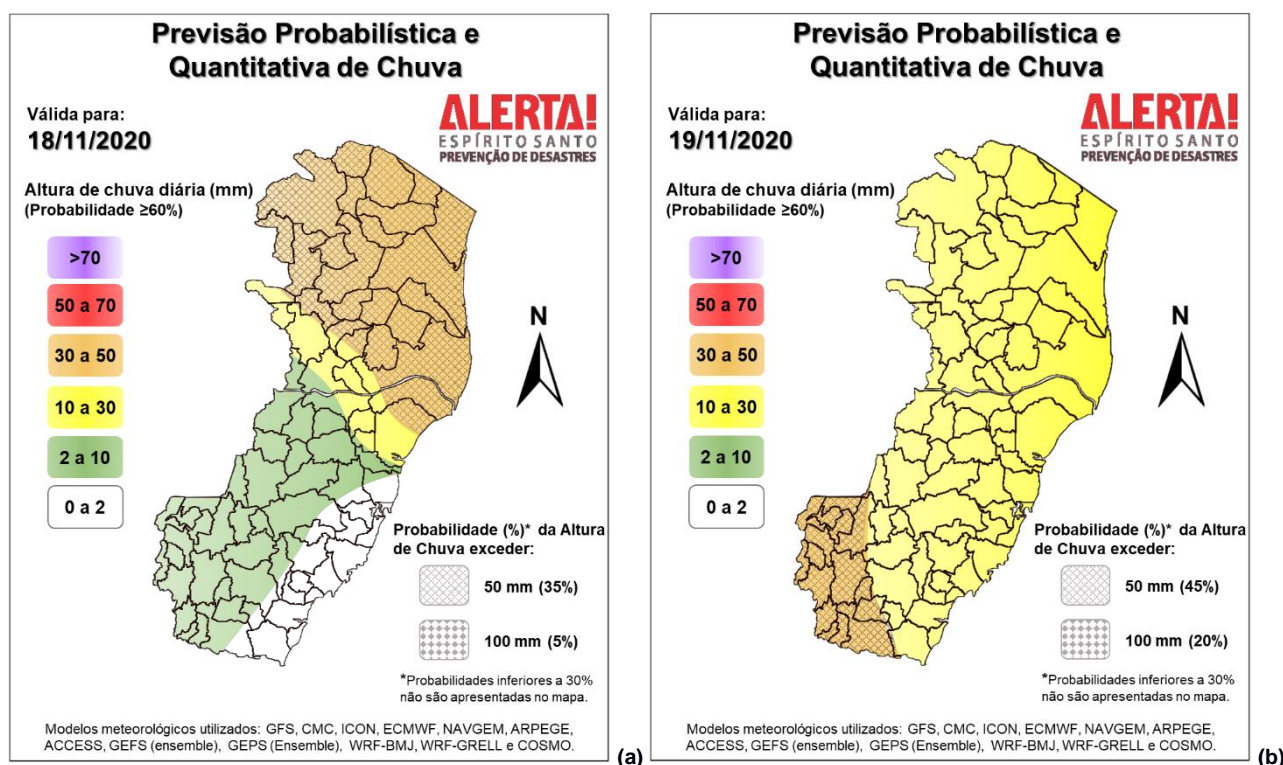 Previsão Probabilística e
Quantitativa de Chuva
Válida para:
18/11/2020
ALERTA!
ESPÍRITO SANTO
PREVENÇÃO DE DESASTRES
Altura de chuva diária (mm)
(Probabilidade ≥60%)
>70
50 a 70
30 a 50
10 a 30
2 a 10
0 a 2
N
Probabilidade (%)* da Altura
de Chuva exceder:
50 mm (35%)
100 mm (5%)
*Probabilidades inferiores a 30%
não são apresentadas no mapa.
Modelos meteorológicos utilizados: GFS, CMC, ICON, ECMWF, NAVGEM, ARPEGE,
ACCESS, GEFS (ensemble), GEPS (Ensemble), WRF-BMJ, WRF-GRELL e COSMO.
(a)
Previsão Probabilística e
Quantitativa de Chuva
Válida para:
19/11/2020
ALERTA!
ESPÍRITO SANTO
PREVENÇÃO DE DESASTRES
Altura de chuva diária (mm)
(Probabilidade ≥60%)
>70
50 a 70
30 a 50
10 a 30
2 a 10
0 a 2
N
Probabilidade (%)* da Altura
de Chuva exceder:
50 mm (45%)
100 mm (20%)
*Probabilidades inferiores a 30%
não são apresentadas no mapa.
Modelos meteorológicos utilizados: GFS, CMC, ICON, ECMWF, NAVGEM, ARPEGE,
ACCESS, GEFS (ensemble), GEPS (Ensemble), WRF-BMJ, WRF-GRELL e COSMO.
(b)